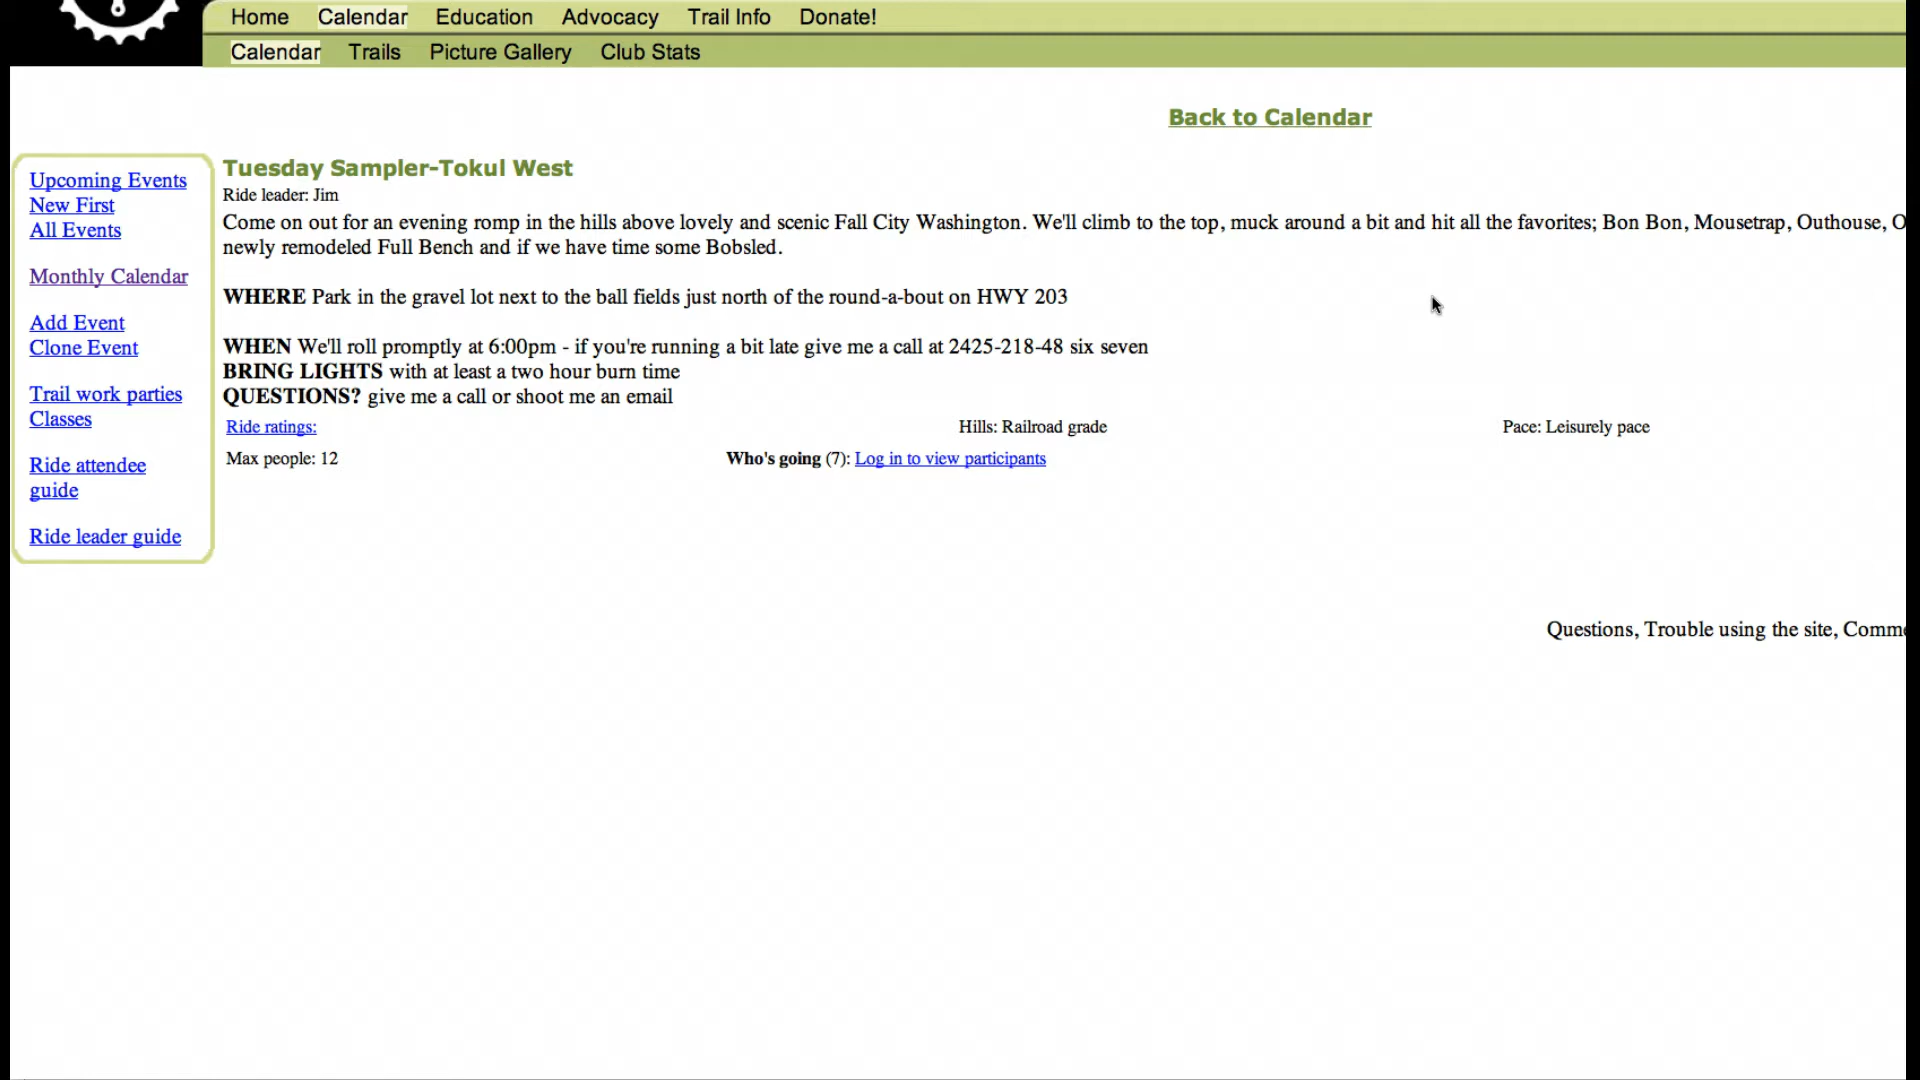 Home Calendar Education Advocacy Trail Info Donate!
Calendar Trails Picture Gallery Club Stats
Back to Calendar
Upcoming Events
New First
All Events
Monthly Calendar
Add Event
Clone Event
Trail work parties
Classes
Ride attendee
guide
Ride leader guide
Tuesday Sampler-Tokul West
Ride leader: Jim
Come on out for an evening romp in the hills above lovely and scenic Fall City Washington. We'll climb to the top, muck around a bit and hit all the favorites; Bon Bon, Mousetrap, Outhouse,
newly remodeled Full Bench and if we have time some Bobsled.
WHERE Park in the gravel lot next to the ball fields just north of the round-a-bout on HWY 203
WHEN We'll roll promptly at 6:00pm - if you're running a bit late give me a call at 2425-218-48 six seven
BRING LIGHTS with at least a two hour burn time
QUESTIONS? give me a call or shoot me an email
Ride ratings: Hills: Railroad grade Pace: Leisurely pace
Max people: 12 Who's going (7): Log in to view participants
Questions, Trouble using the site,